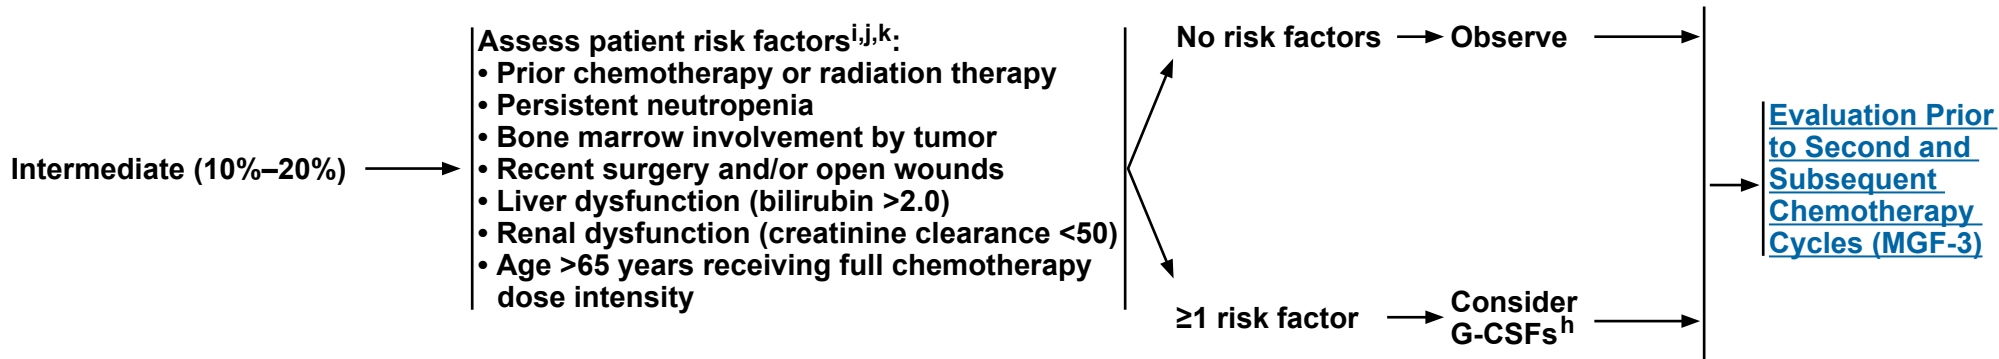 Intermediate (10%–20%)
Assess patient risk factorsi,j,k:
• Prior chemotherapy or radiation therapy
• Persistent neutropenia
• Bone marrow involvement by tumor
• Recent surgery and/or open wounds
• Liver dysfunction (bilirubin >2.0)
• Renal dysfunction (creatinine clearance <50)
• Age >65 years receiving full chemotherapy
dose intensity
No risk factors
Observe
≥1 risk factor
Consider
G-CSFsh
Evaluation Prior
to Second and
Subsequent
Chemotherapy
Cycles (MGF-3)